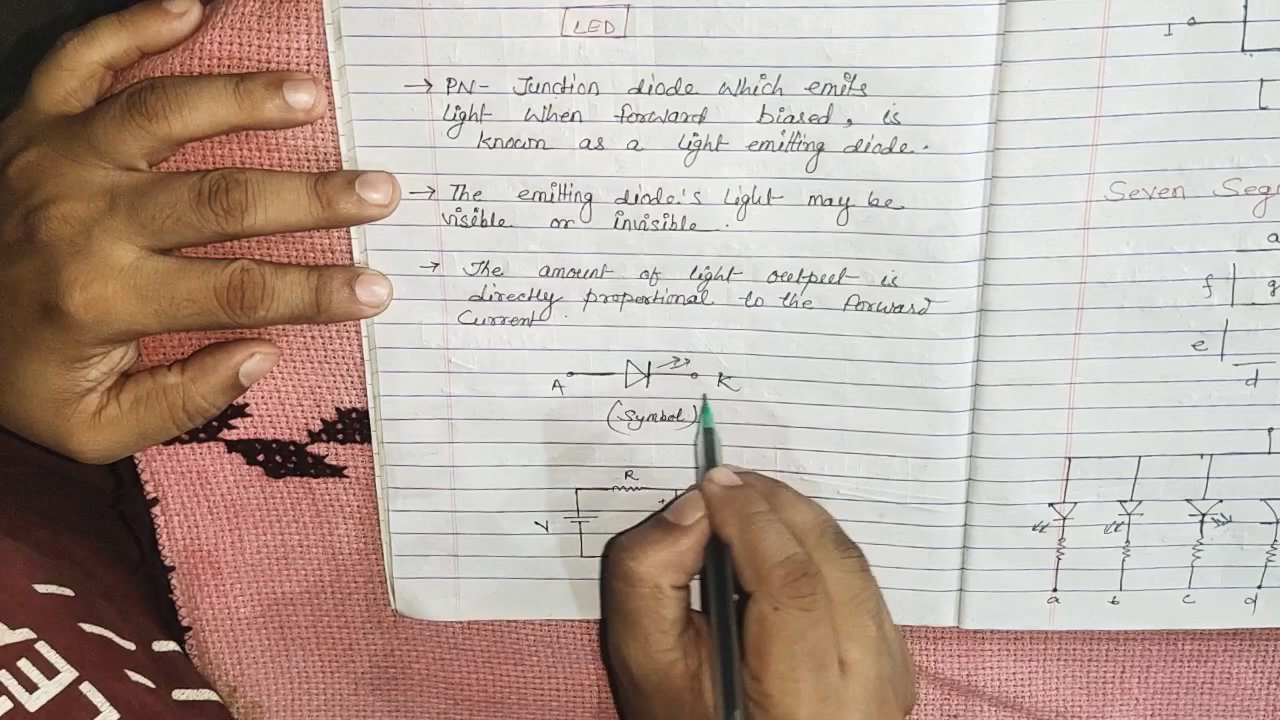 LED
→ PN- Junction diode which emits
light when forward biased, is
known as a light emitting diode.
→ The emitting diode's light may be
visible or invisible.
→ The amount of light output is
directly proportional to the forward
current.
A K
(Symbol)
R
+
V
I
Seven Seg
a
f g
e
d
a b c d